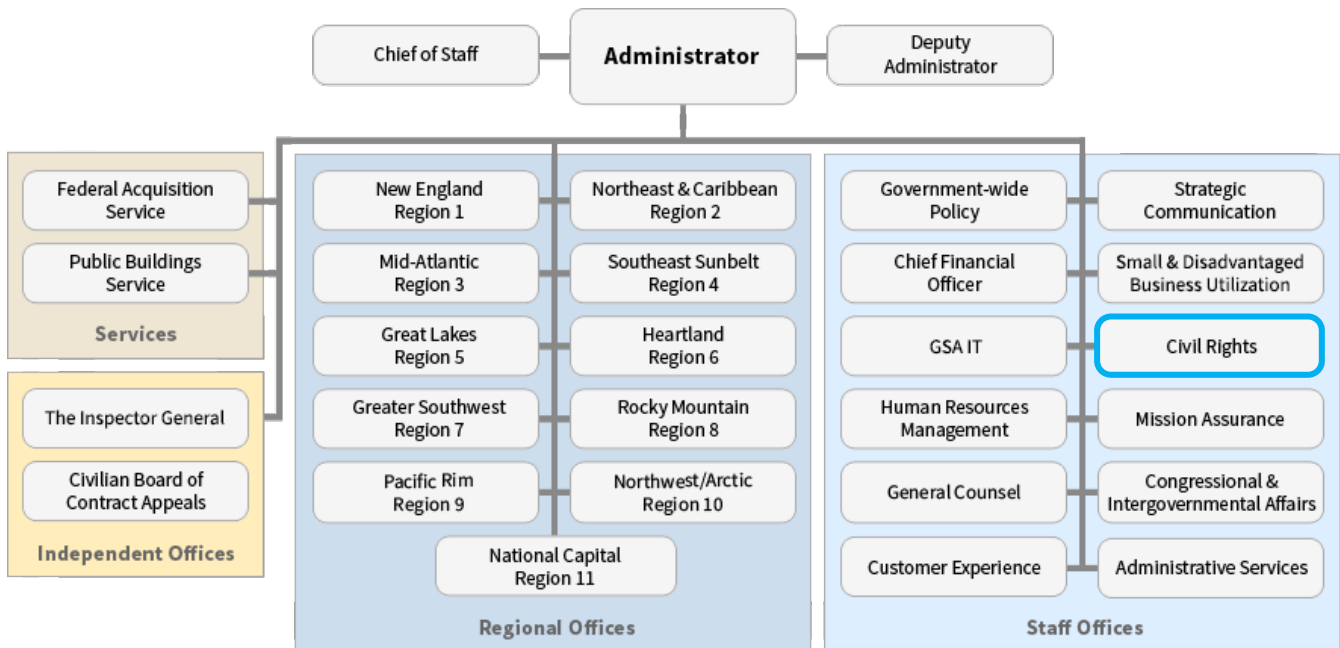 Chief of Staff
Administrator
Deputy
Administrator
Federal Acquisition
Service
Public Buildings
Service
Services
The Inspector General
Civilian Board of
Contract Appeals
Independent Offices
New England
Region 1
Northeast & Caribbean
Region 2
Mid-Atlantic
Region 3
Southeast Sunbelt
Region 4
Great Lakes
Region 5
Heartland
Region 6
Greater Southwest
Region 7
Rocky Mountain
Region 8
Pacific Rim
Region 9
Northwest/Arctic
Region 10
National Capital
Region 11
Regional Offices
Government-wide
Policy
Strategic
Communication
Chief Financial
Officer
Small & Disadvantaged
Business Utilization
GSA IT
Civil Rights
Human Resources
Management
Mission Assurance
General Counsel
Congressional &
Intergovernmental Affairs
Customer Experience
Administrative Services
Staff Offices